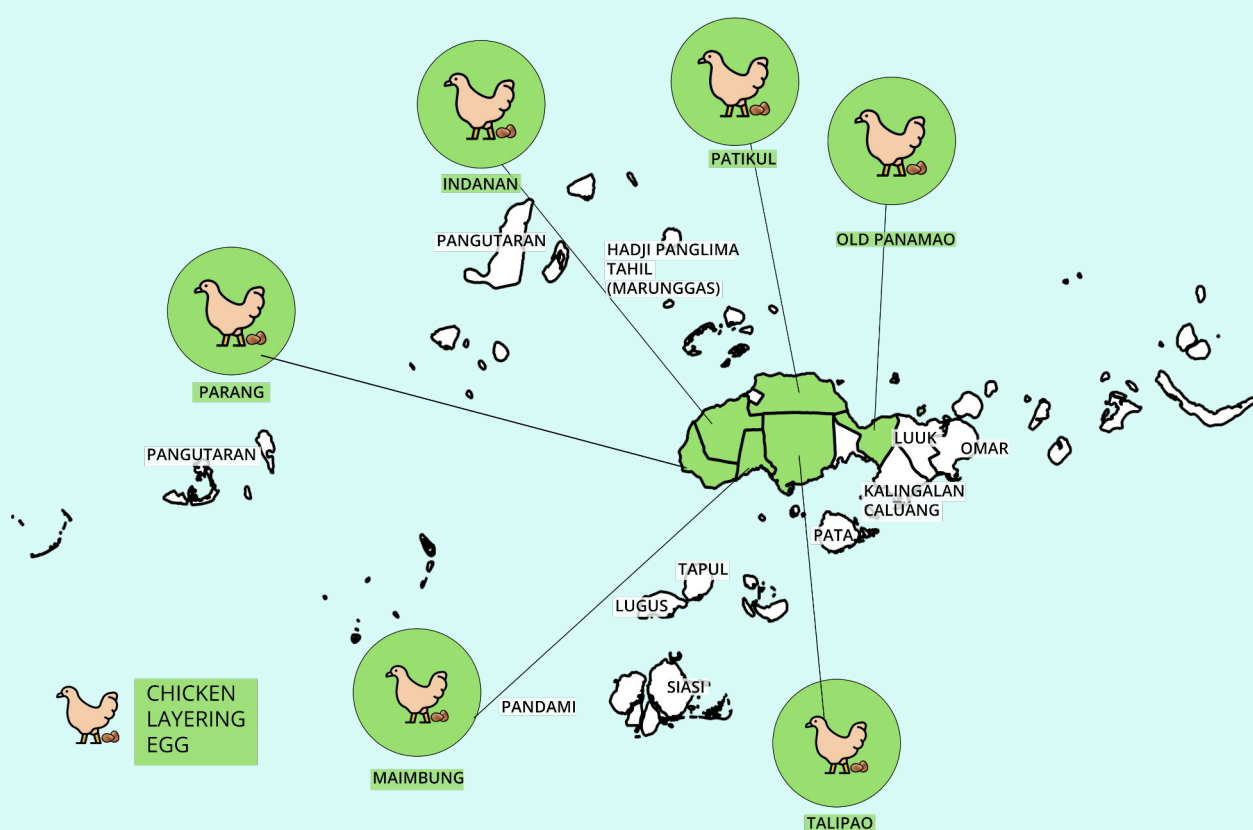 PATIKUL
INDANAN
OLD PANAMAO
PANGUTARAN
HADJI PANGLIMA
TAHIL
(MARUNGGAS)
PARANG
LUUK
OMAR
PANGUTARAN
KALINGALAN
CALUANG
PATA
TAPUL
LUGUS
SIASI
PANDAMI
CHICKEN
LAYERING
EGG
MAIMBUNG
TALIPAO